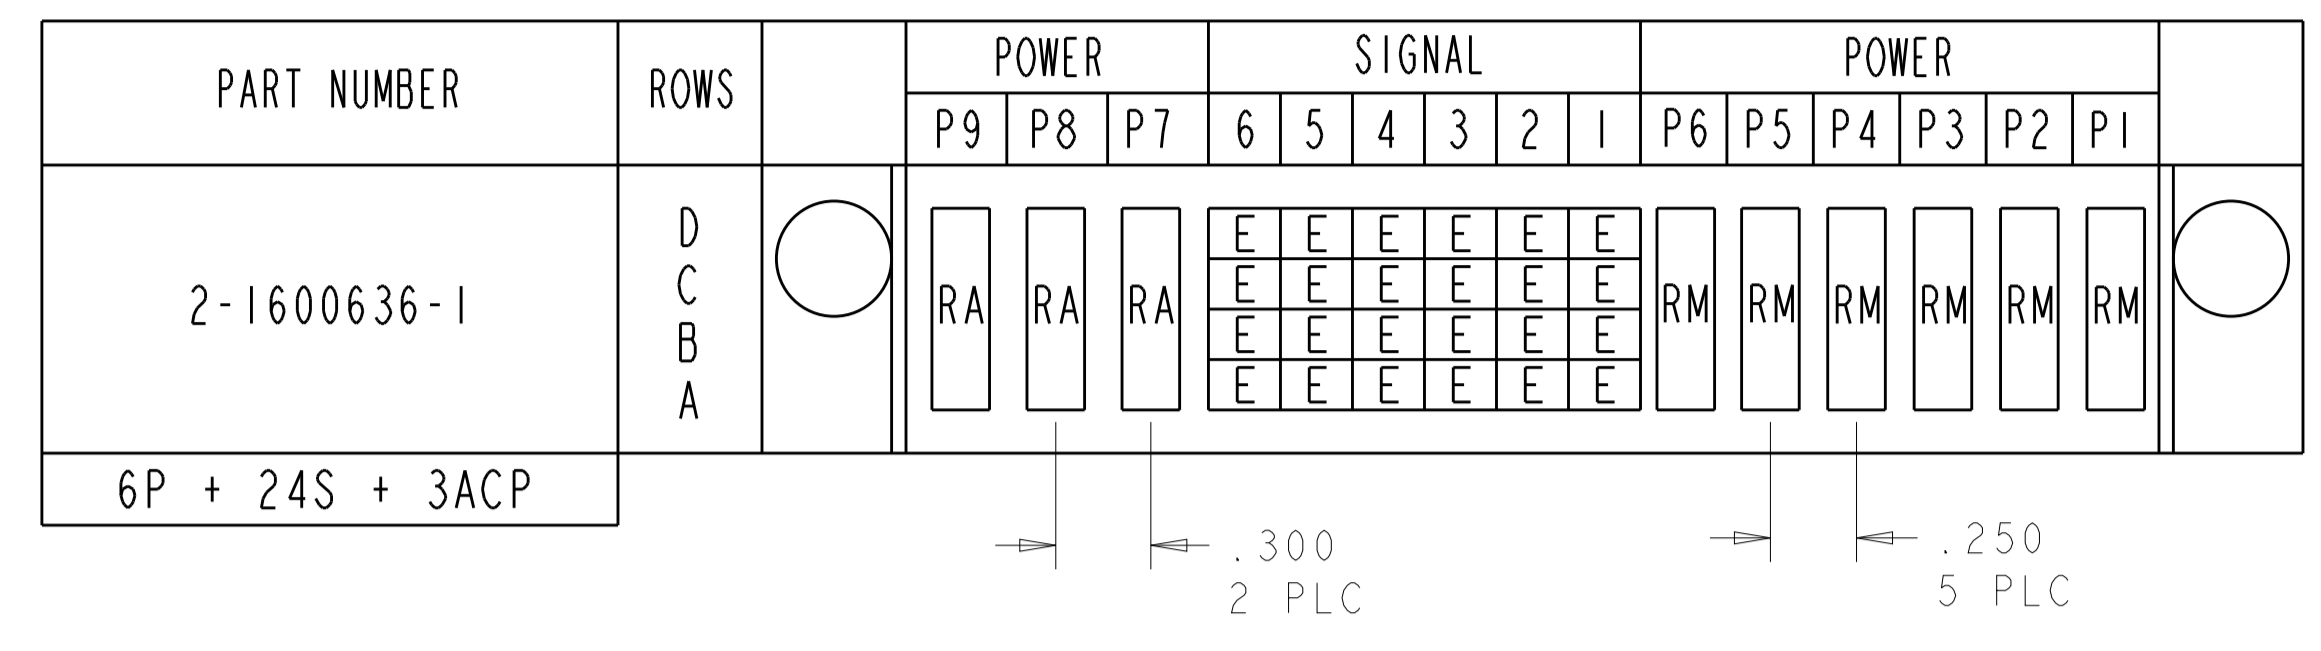 PART NUMBER ROWS POWER SIGNAL POWER
P9 P8 P7 6 5 4 3 2 1 P6 P5 P4 P3 P2 P1
2-1600636-1
D
C
B
A
RA RA RA
E E E E E E
E E E E E E
E E E E E E
E E E E E E
RM RM RM RM RM RM
6P + 24S + 3ACP
.300
2 PLC
.250
5 PLC